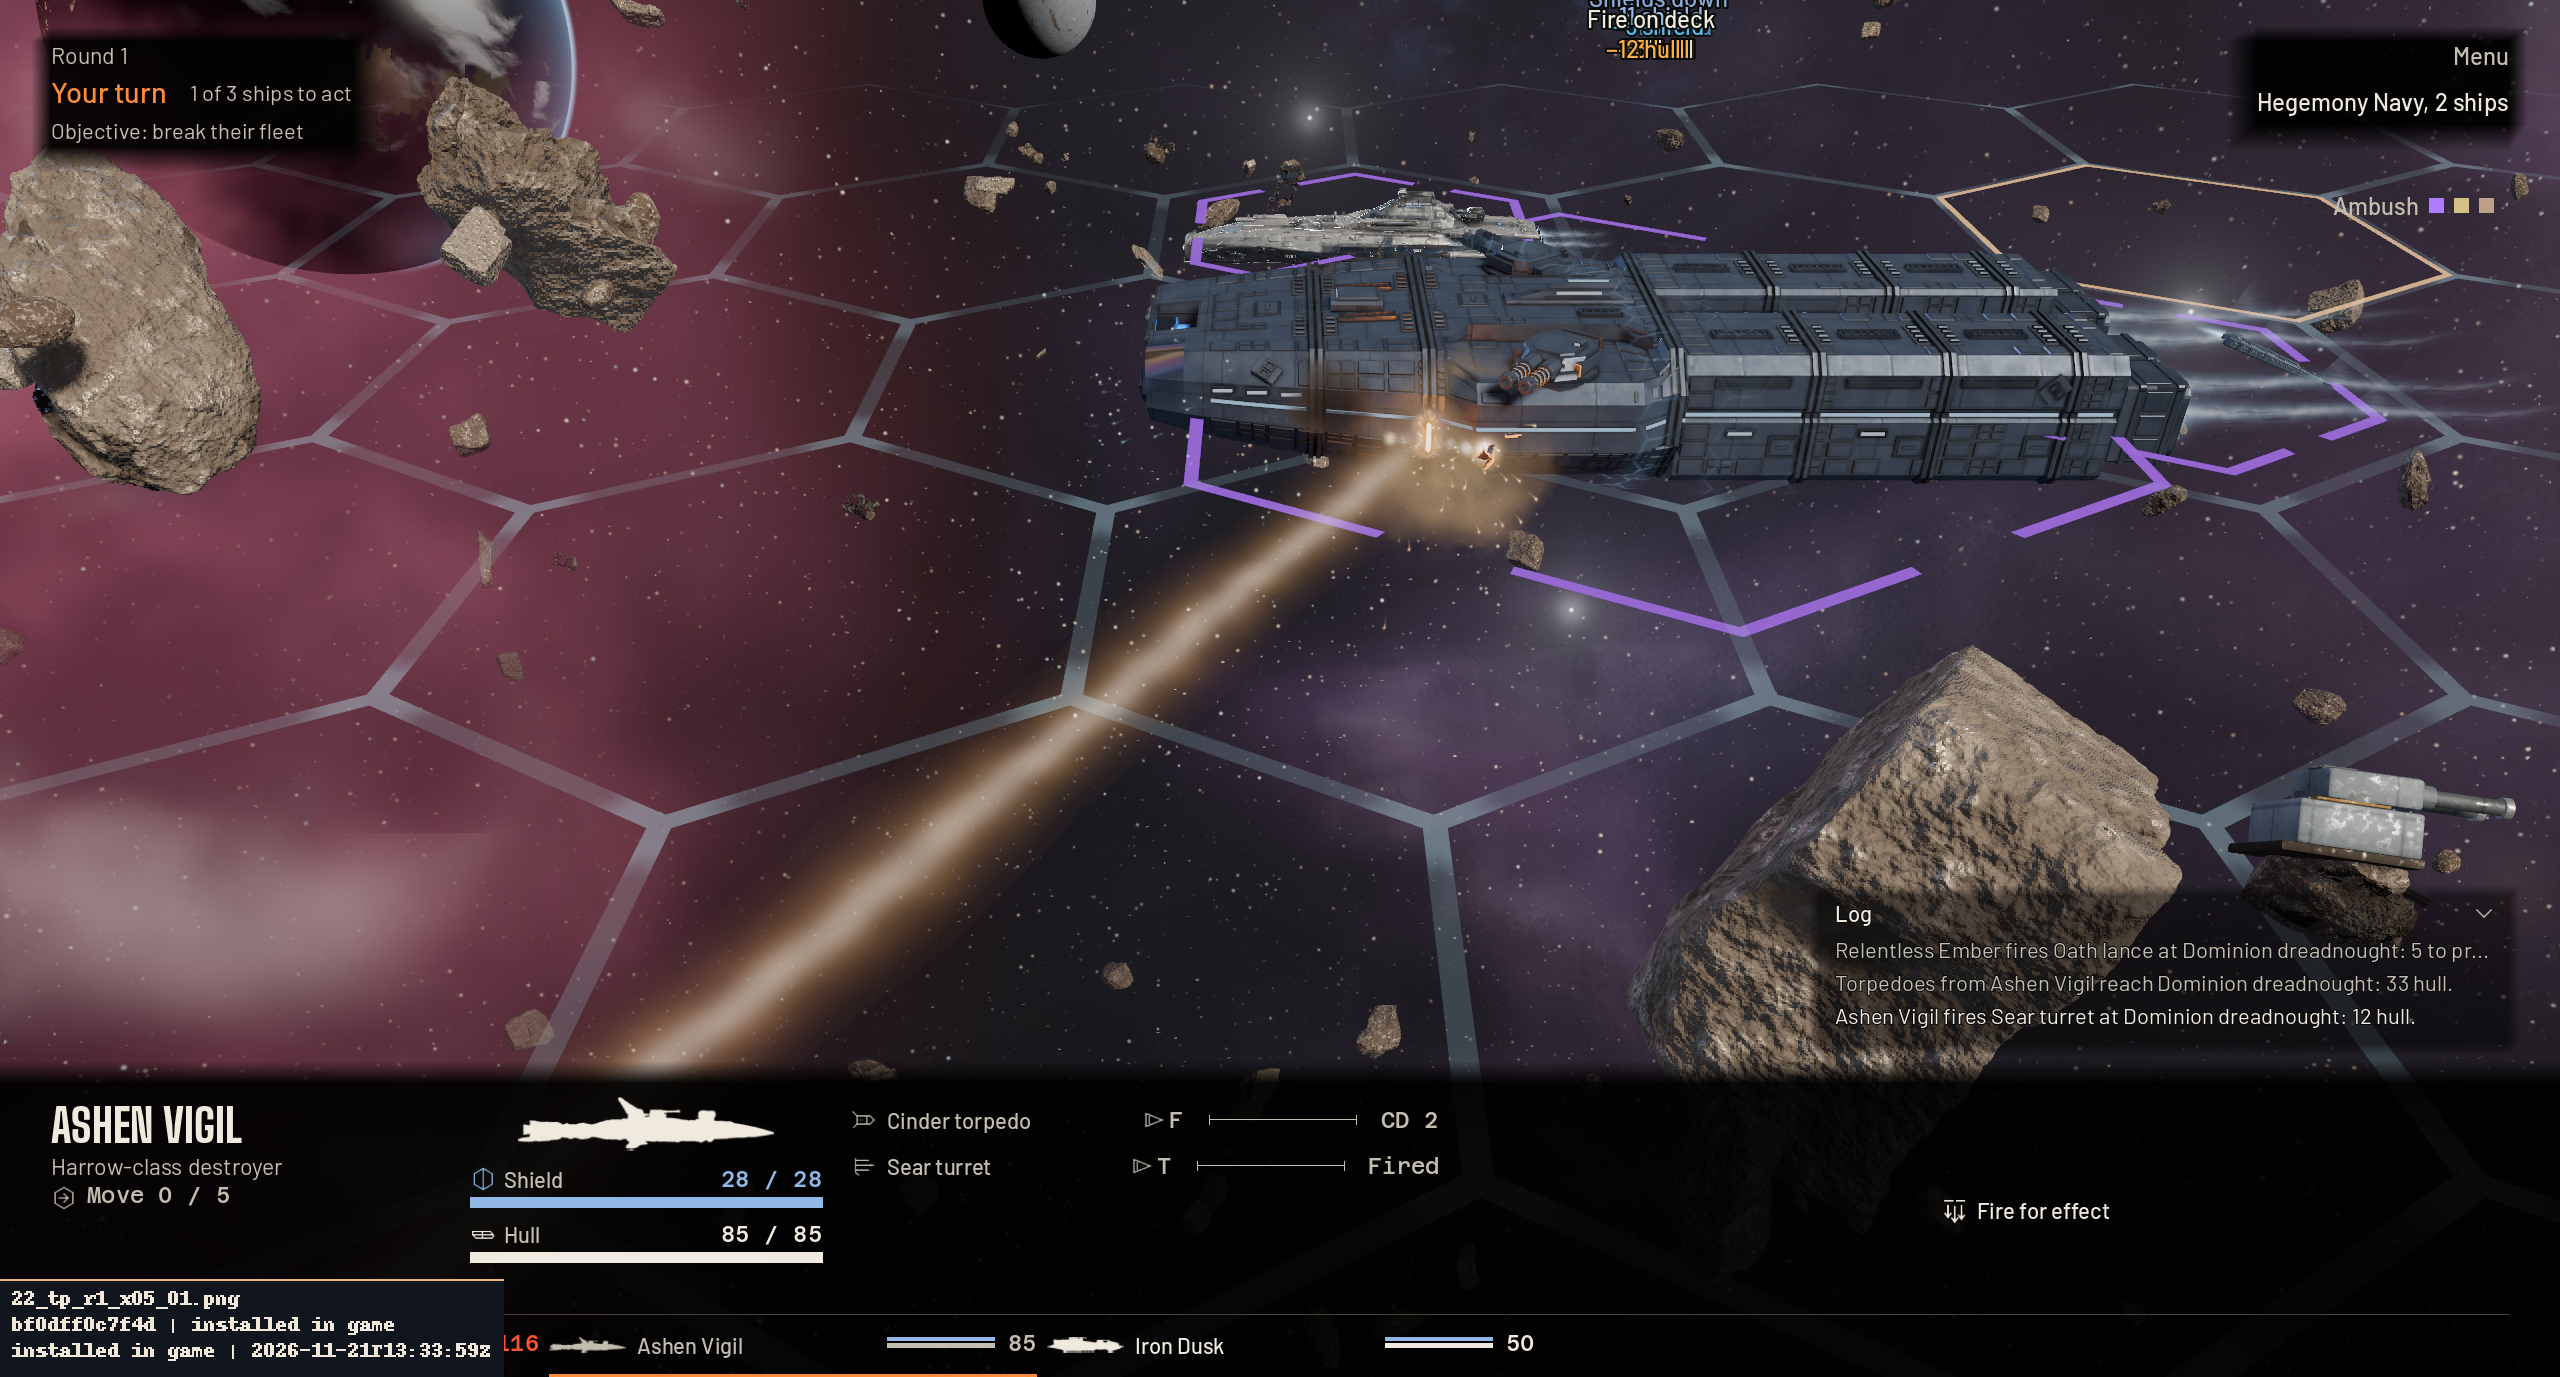 Fire on deck
Round 1
Your turn 1 of 3 ships to act
Objective: break their fleet
Menu
Hegemony Navy, 2 ships
Ambush
Log
Relentless Ember fires Oath lance at Dominion dreadnought: 5 to pr...
Torpedoes from Ashen Vigil reach Dominion dreadnought: 33 hull.
Ashen Vigil fires Sear turret at Dominion dreadnought: 12 hull.
ASHEN VIGIL
Harrow-class destroyer
Move 0 / 5
Shield 28 / 28
Hull 85 / 85
Cinder torpedo F CD 2
Sear turret T Fired
Fire for effect
22_tp_r1_x05_01.png
bf0dff0c7f4d | installed in game
installed in game | 2026-11-21r13:33:59z
116 Ashen Vigil 85 Iron Dusk 50